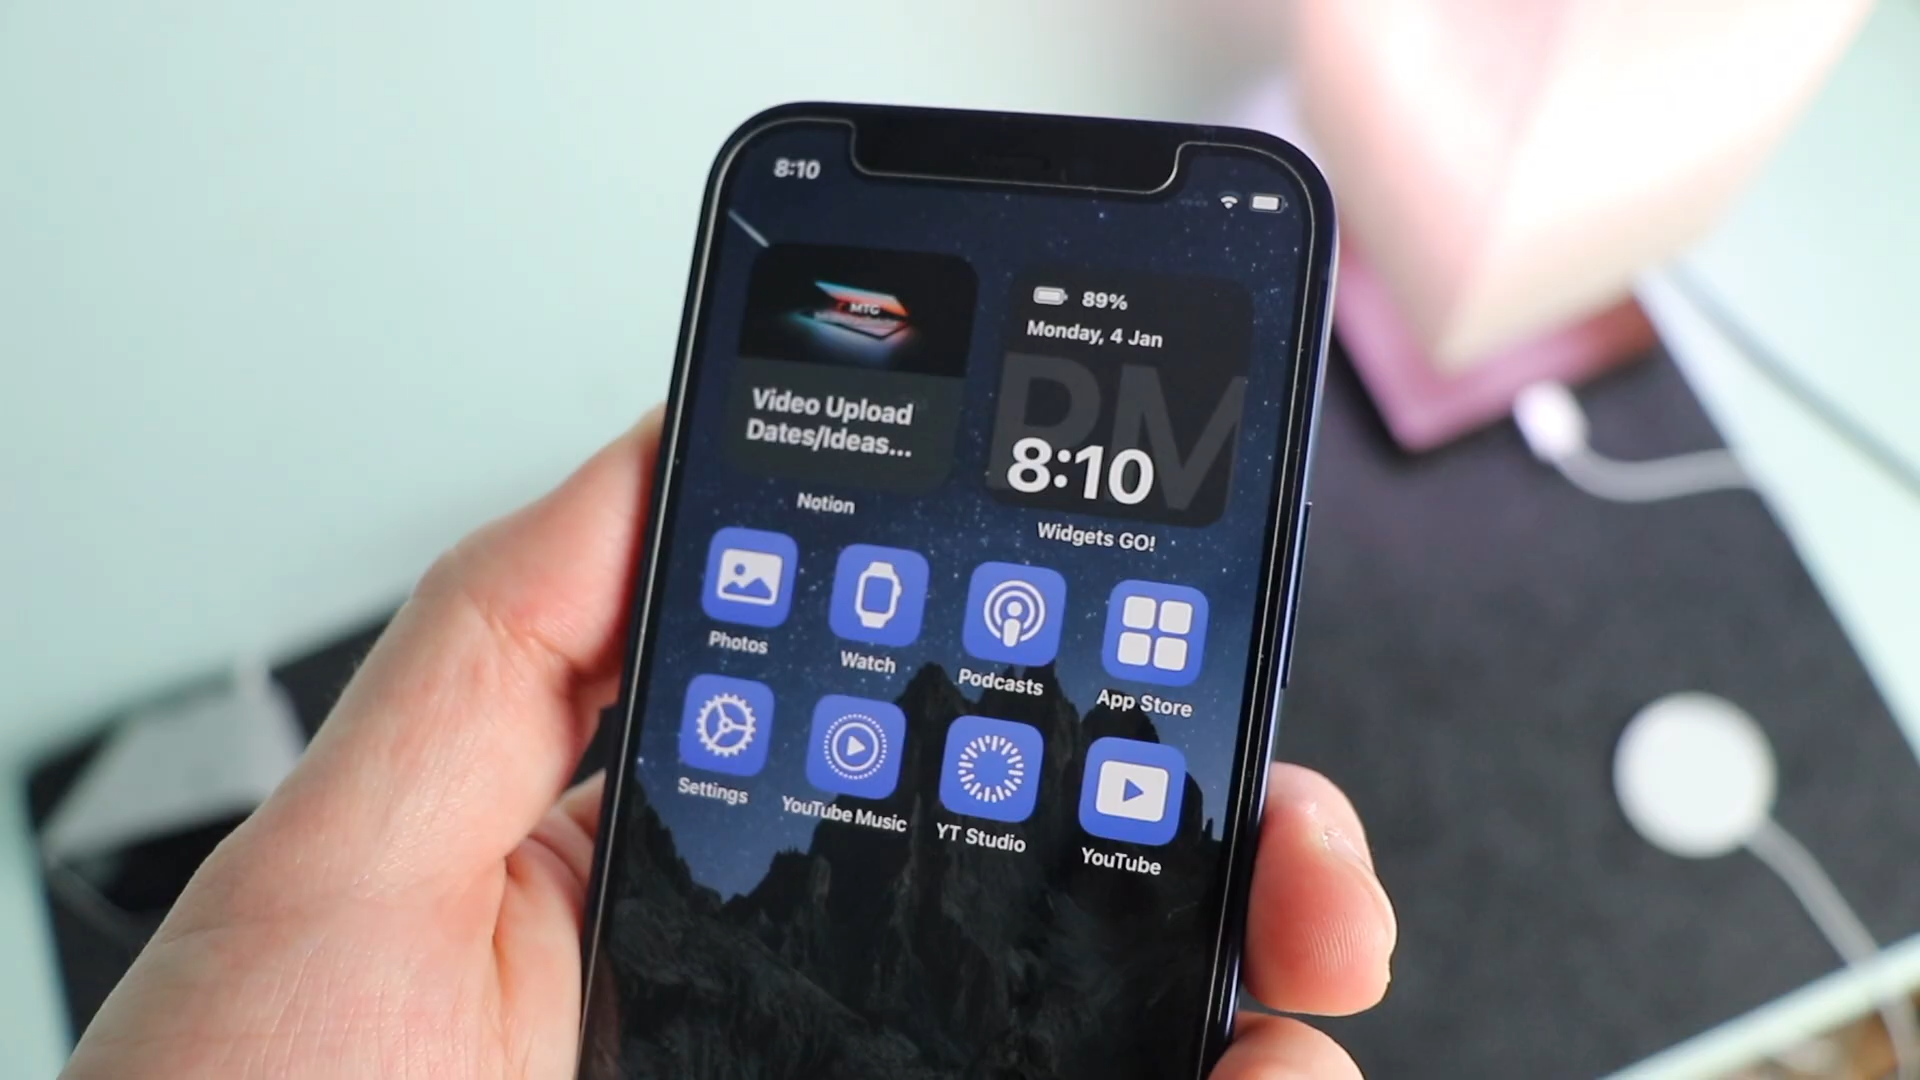 8:10
MTG
Video Upload
Dates/Ideas...
Notion
89%
Monday, 4 Jan
PM
8:10
Widgets GO!
Photos
Watch
Podcasts
App Store
Settings
YouTube Music
YT Studio
YouTube